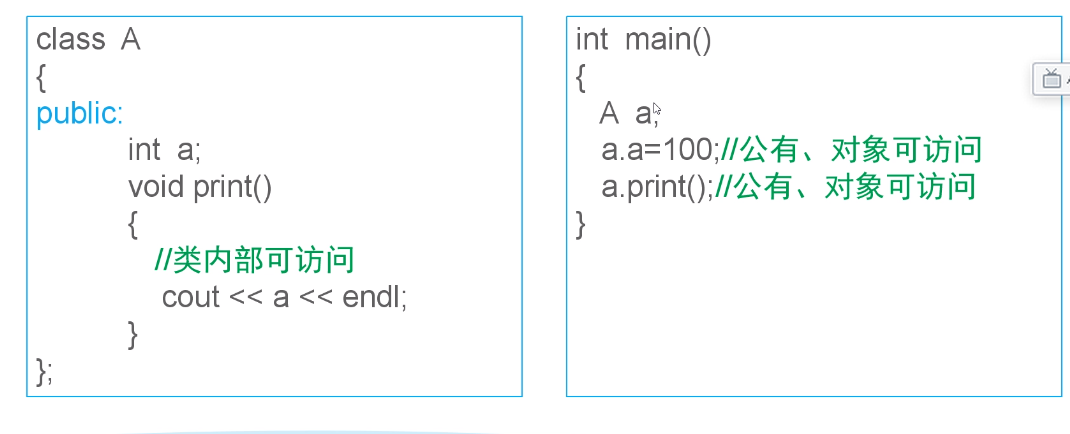 class A
{
public:
int a;
void print()
{
//类内部可访问
cout << a << endl;
}
};
int main()
{
A a;
a.a=100;//公有、对象可访问
a.print();//公有、对象可访问
}